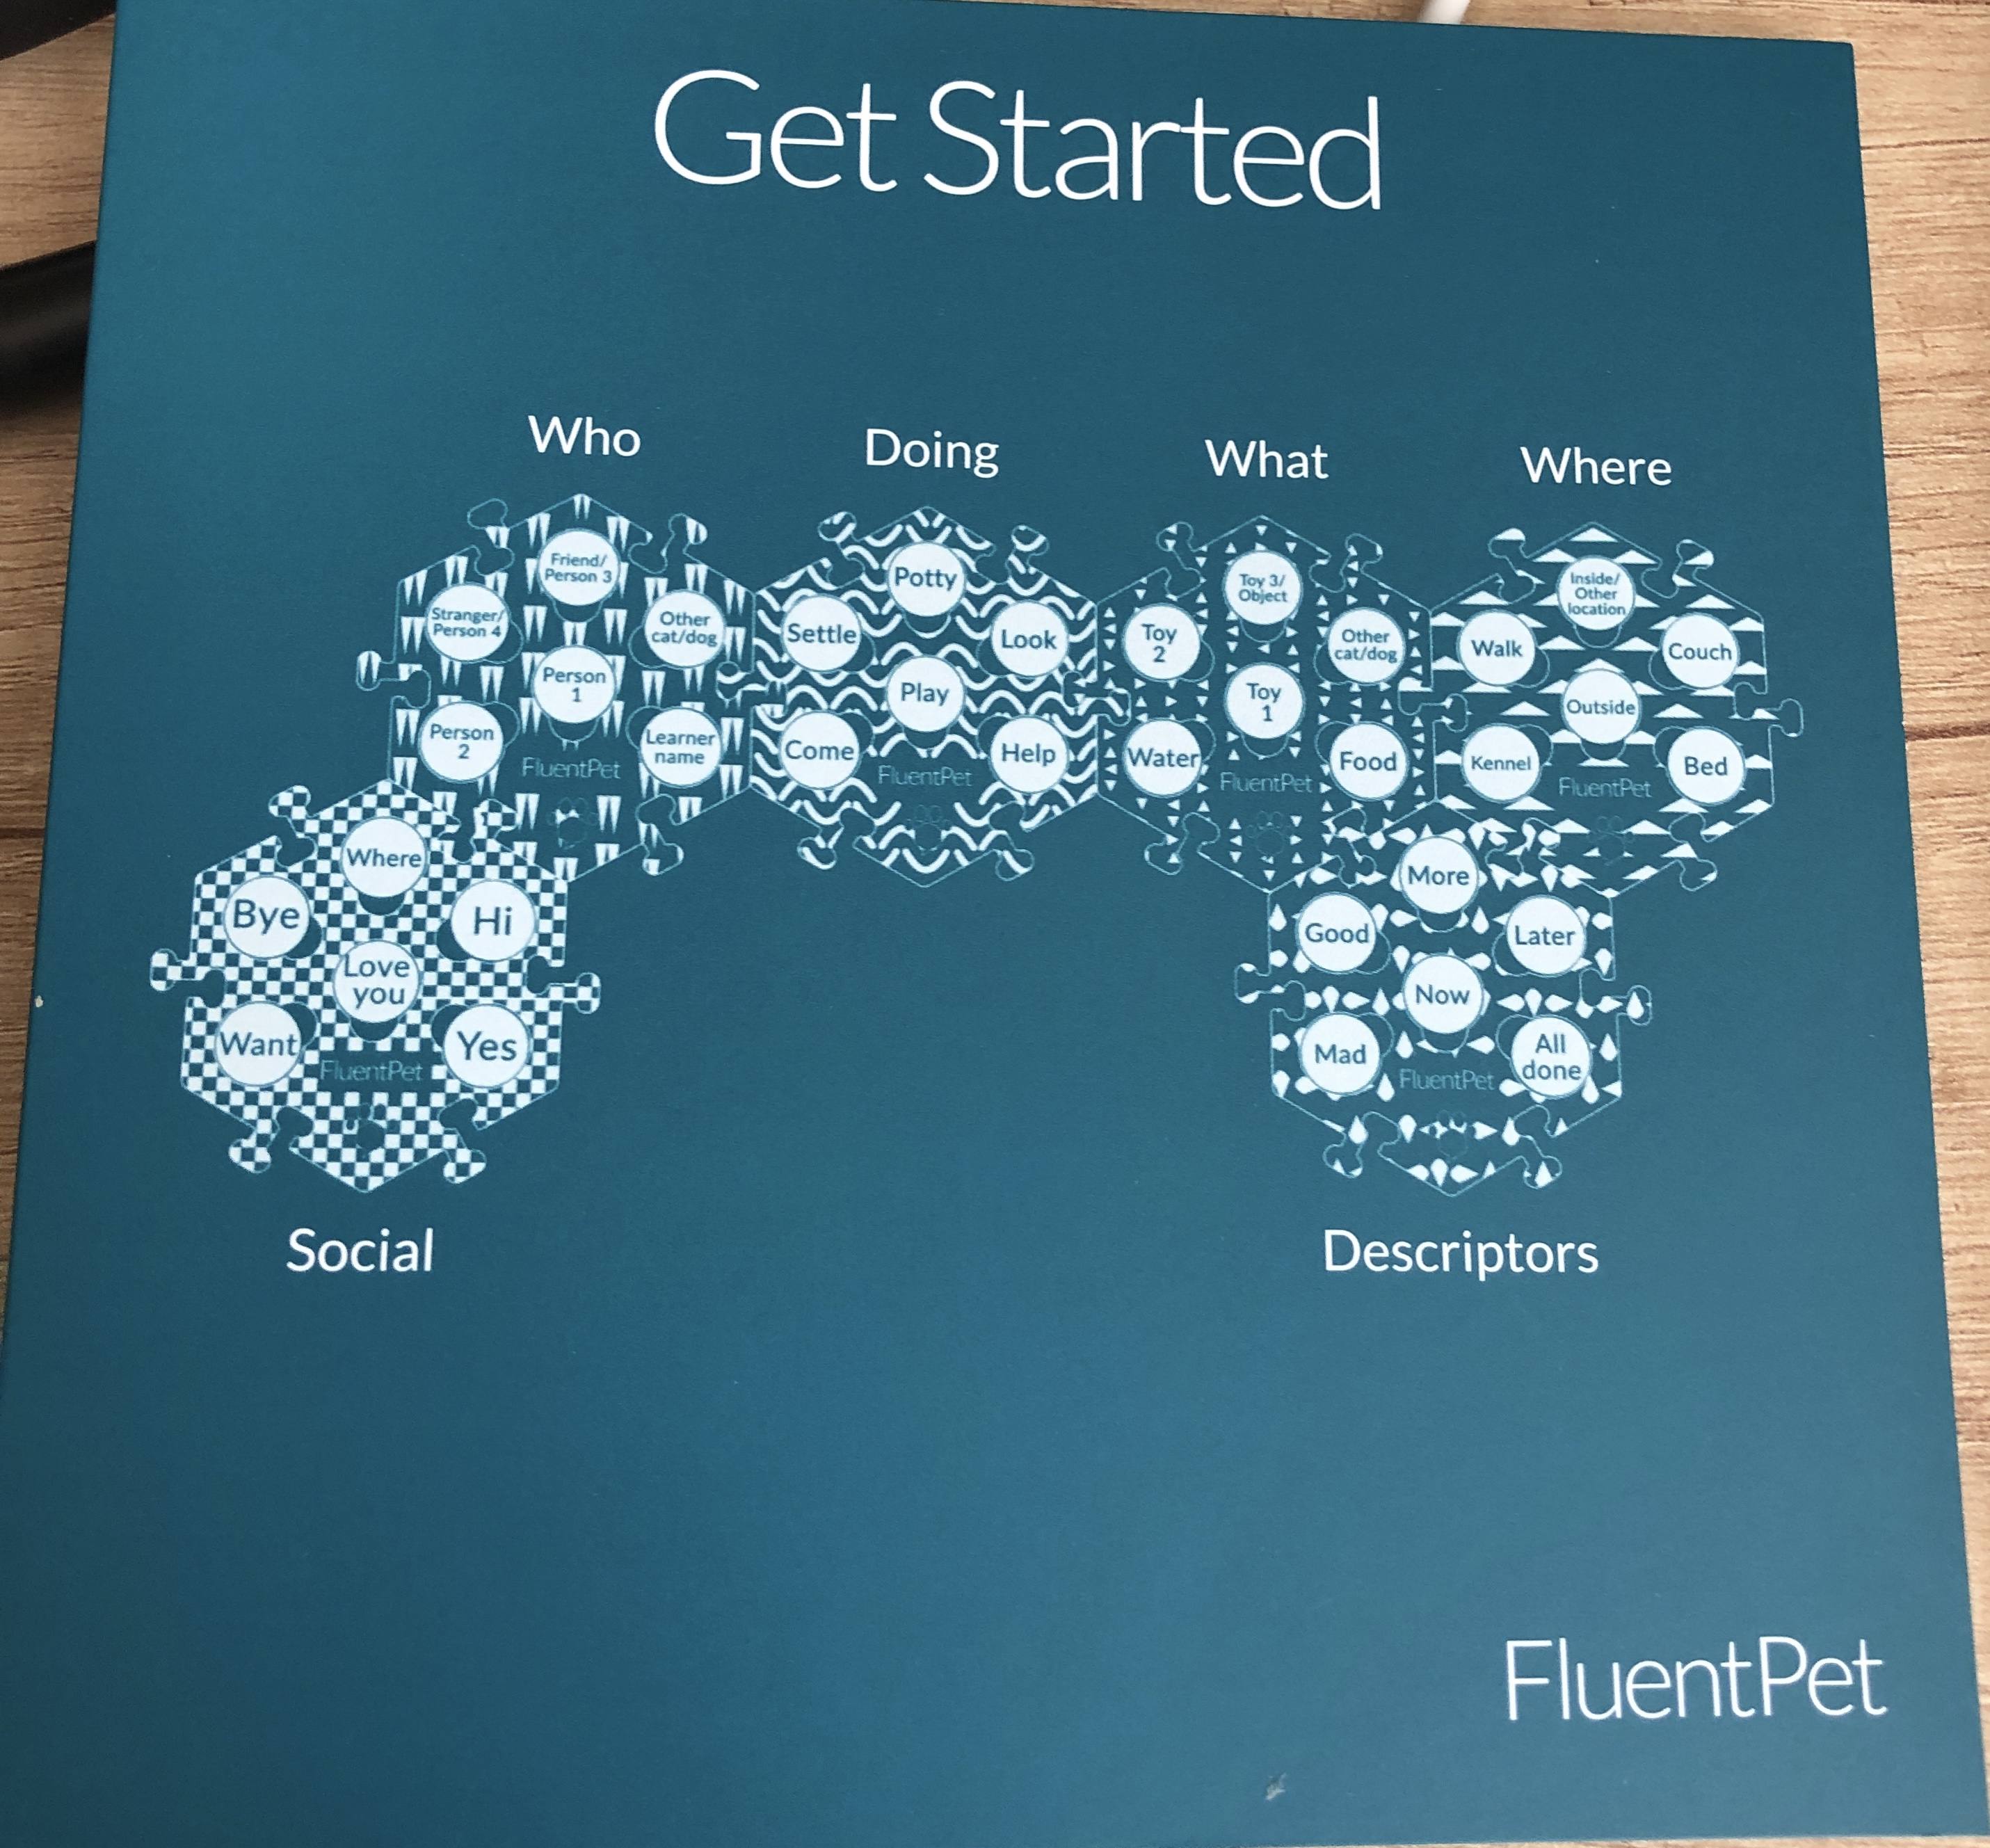 Get Started
Who
Doing
What
Where
Friend/
Person 3
Stranger/
Person 4
Other
cat/dog
Person
1
Person
2
Learner
name
FluentPet
Potty
Settle
Look
Play
Come
Help
FluentPet
Toy 3/
Object
Toy
2
Other
cat/dog
Toy
1
Water
Food
FluentPet
Inside/
Other
location
Walk
Couch
Outside
Kennel
Bed
FluentPet
Where
Bye
Hi
Love
you
Want
Yes
FluentPet
Social
More
Good
Later
Now
Mad
All
done
FluentPet
Descriptors
FluentPet